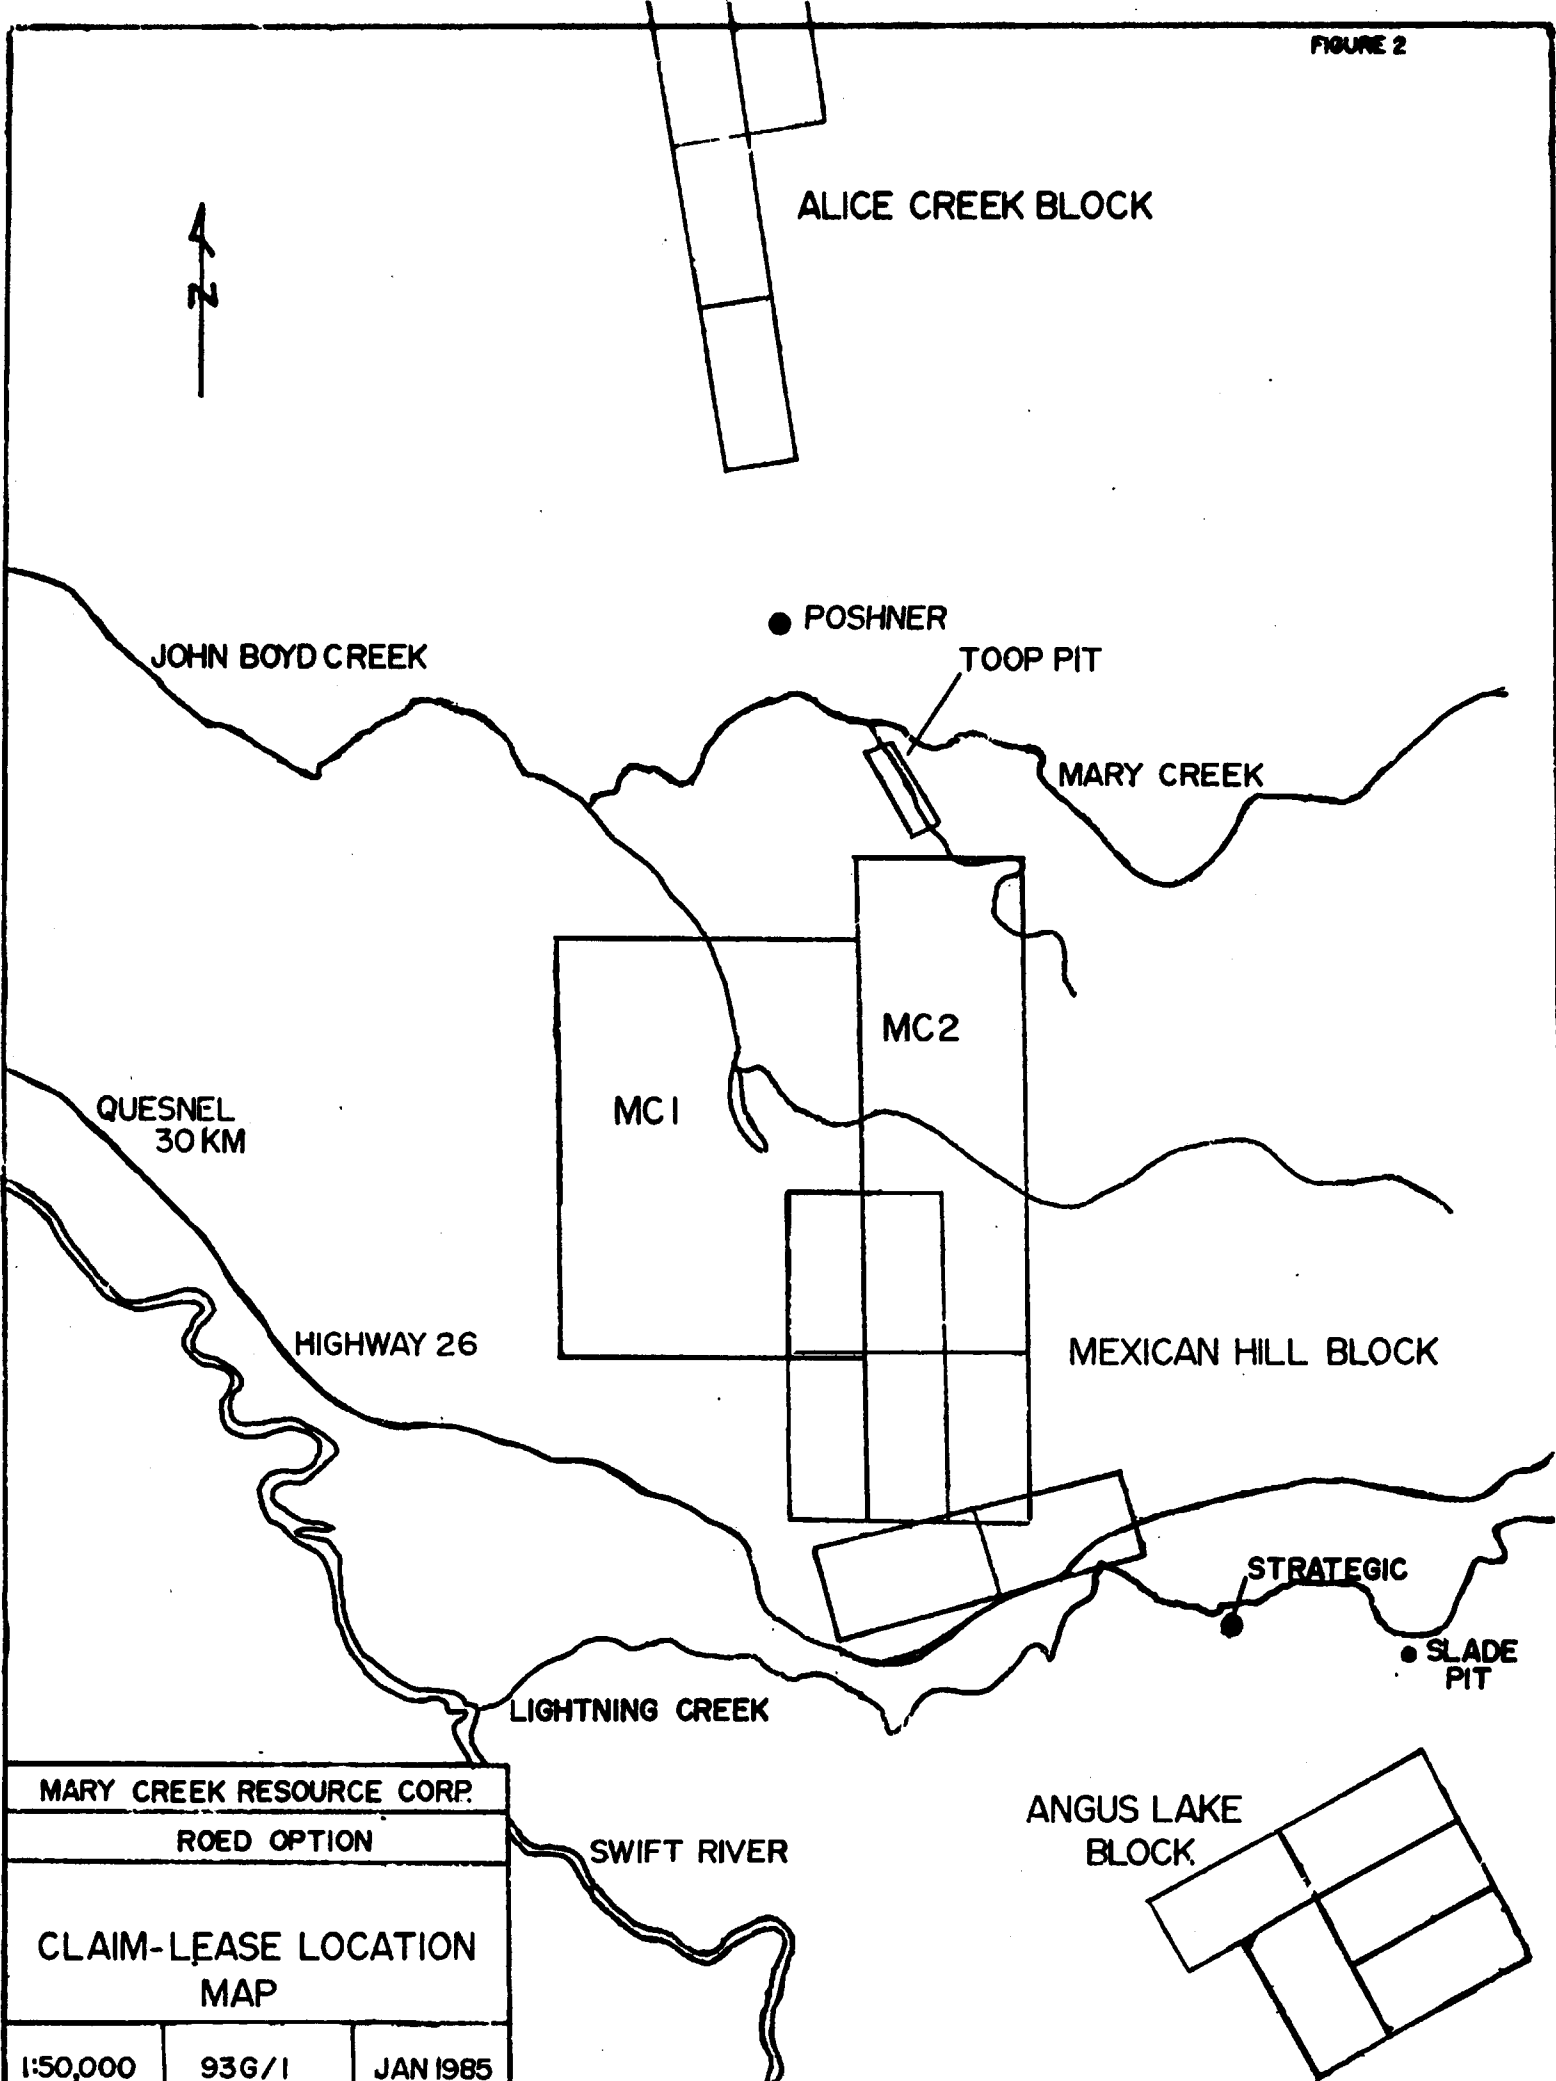 FIGURE 2
ALICE CREEK BLOCK
N
POSHNER
JOHN BOYD CREEK
TOOP PIT
MARY CREEK
MC2
MC1
QUESNEL
30 KM
HIGHWAY 26
MEXICAN HILL BLOCK
STRATEGIC
SLADE
PIT
LIGHTNING CREEK
MARY CREEK RESOURCE CORP.
ROED OPTION
SWIFT RIVER
ANGUS LAKE
BLOCK
CLAIM-LEASE LOCATION
MAP
1:50,000
93G/1
JAN 1985